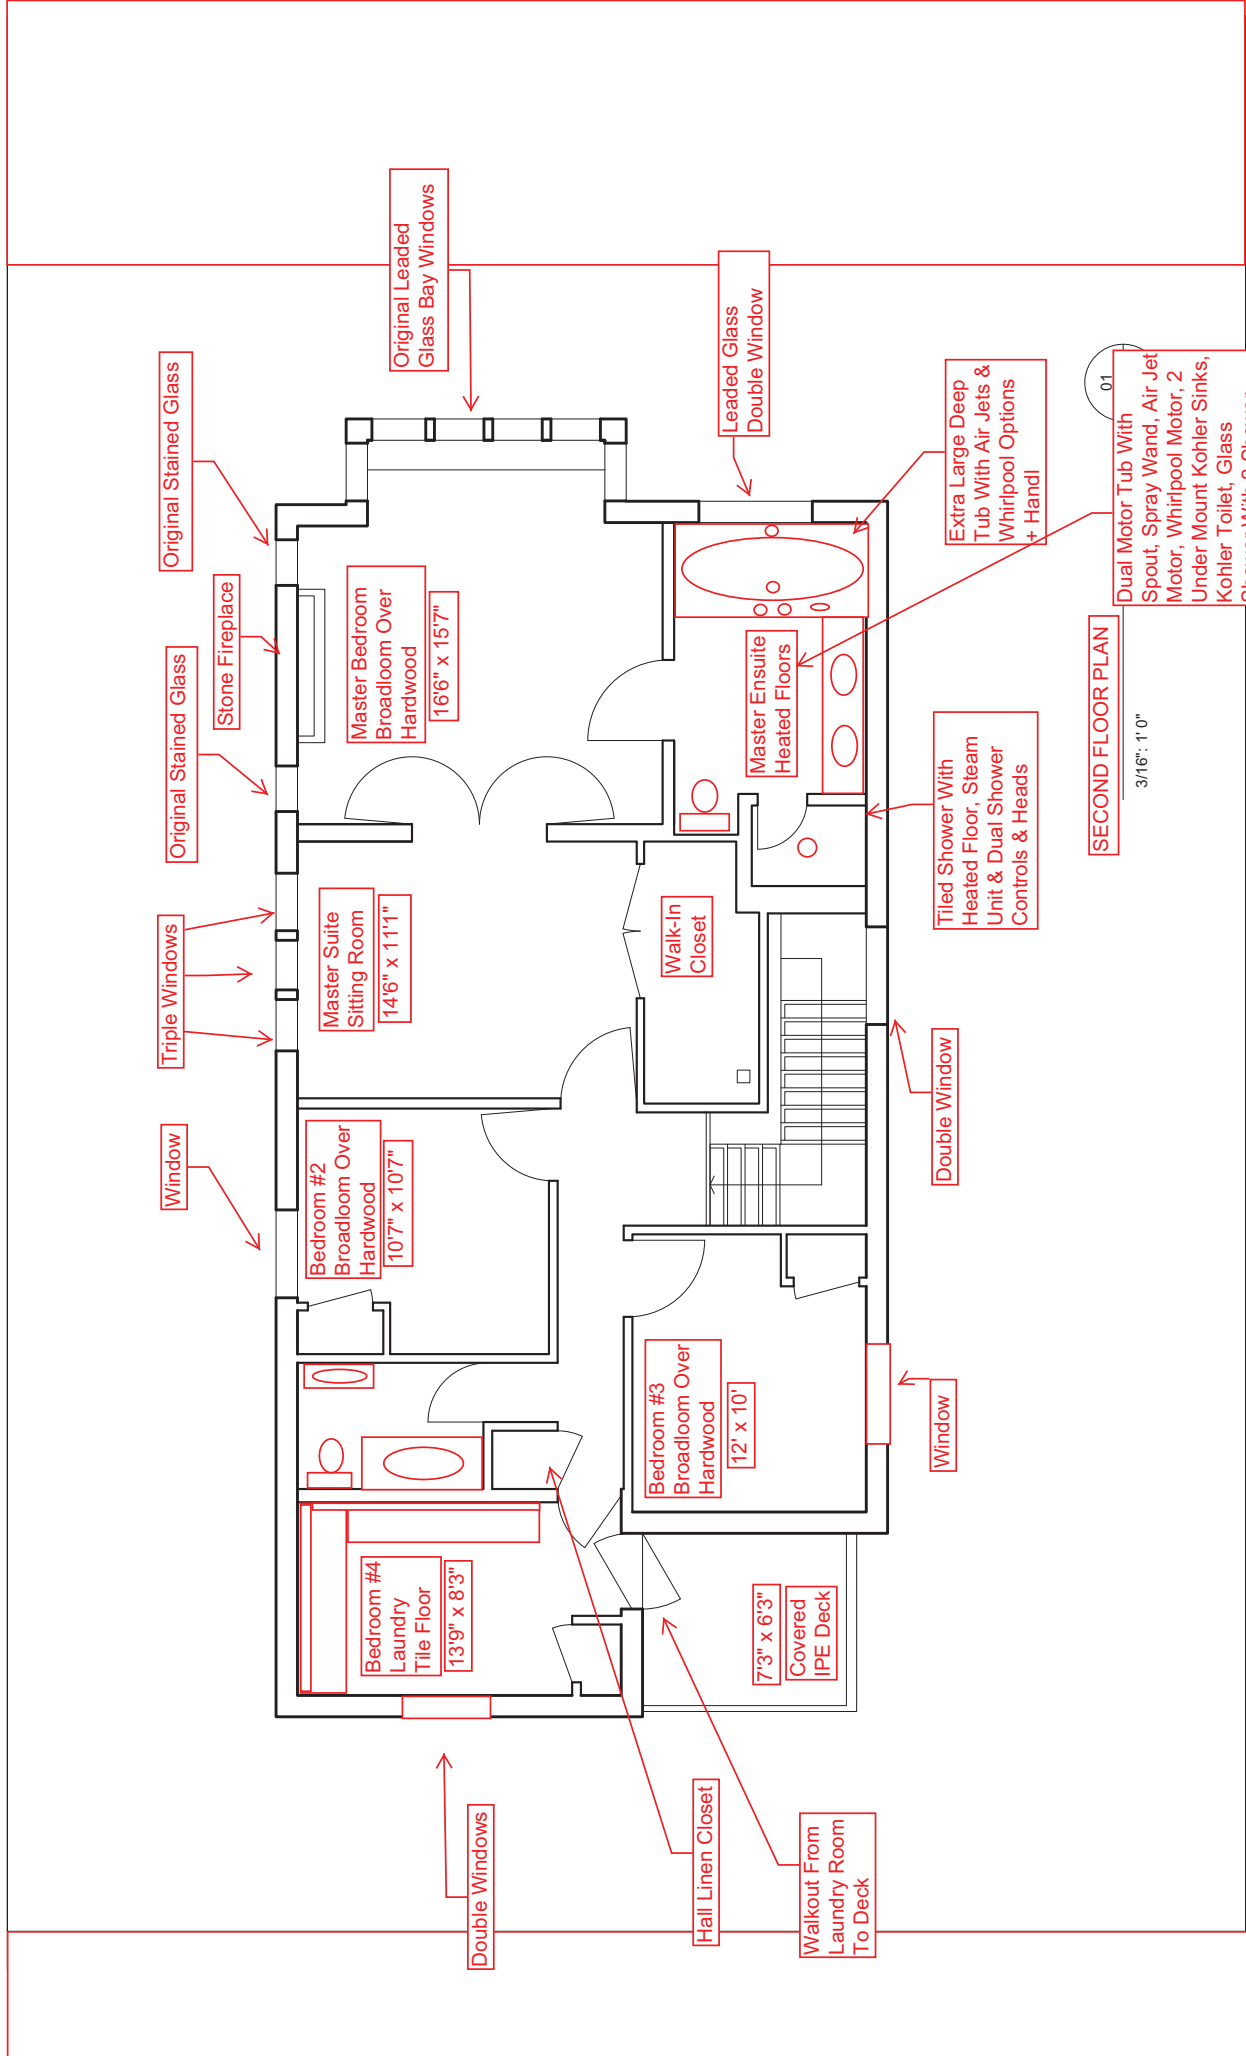 Original Stained Glass
Stone Fireplace
Original Stained Glass
Triple Windows
Window
Original Leaded
Glass Bay Windows
Master Bedroom
Broadloom Over
Hardwood
16'6" x 15'7"
Master Suite
Sitting Room
14'6" x 11'1"
Bedroom #2
Broadloom Over
Hardwood
10'7" x 10'7"
Leaded Glass
Double Window
Master Ensuite
Heated Floors
Walk-In
Closet
Bedroom #3
Broadloom Over
Hardwood
12' x 10'
Bedroom #4
Laundry
Tile Floor
13'9" x 8'3"
7'3" x 6'3"
Covered
IPE Deck
Double Windows
Hall Linen Closet
Walkout From
Laundry Room
To Deck
Window
Double Window
Tiled Shower With
Heated Floor, Steam
Unit & Dual Shower
Controls & Heads
Extra Large Deep
Tub With Air Jets &
Whirlpool Options
+ Handl
01
Dual Motor Tub With
Spout, Spray Wand, Air Jet
Motor, Whirlpool Motor, 2
Under Mount Kohler Sinks,
Kohler Toilet, Glass
SECOND FLOOR PLAN
3/16": 1' 0"